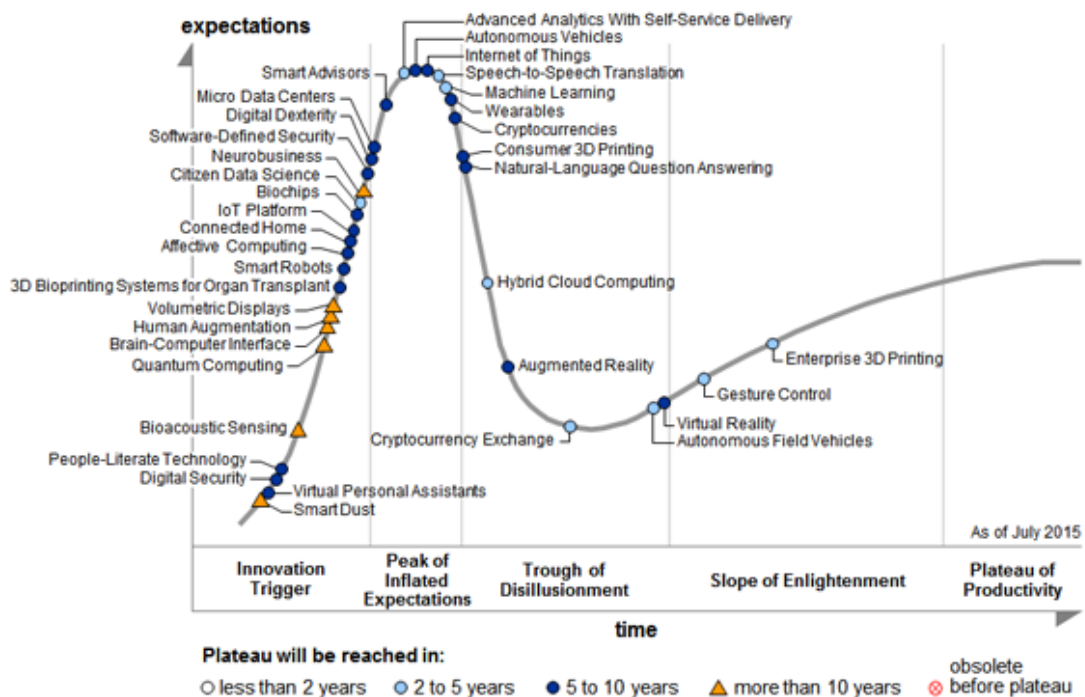 expectations
Advanced Analytics With Self-Service Delivery
Autonomous Vehicles
Internet of Things
Speech-to-Speech Translation
Machine Learning
Wearables
Cryptocurrencies
Consumer 3D Printing
Natural-Language Question Answering
Smart Advisors
Micro Data Centers
Digital Dexterity
Software-Defined Security
Neurobusiness
Citizen Data Science
Biochips
IoT Platform
Connected Home
Affective Computing
Smart Robots
3D Bioprinting Systems for Organ Transplant
Volumetric Displays
Human Augmentation
Brain-Computer Interface
Quantum Computing
Bioacoustic Sensing
People-Literate Technology
Digital Security
Virtual Personal Assistants
Smart Dust
Hybrid Cloud Computing
Augmented Reality
Cryptocurrency Exchange
Enterprise 3D Printing
Gesture Control
Virtual Reality
Autonomous Field Vehicles
As of July 2015
Innovation
Trigger
Peak of
Inflated
Expectations
Trough of
Disillusionment
Slope of Enlightenment
Plateau of
Productivity
time
Plateau will be reached in:
less than 2 years
2 to 5 years
5 to 10 years
more than 10 years
obsolete
before plateau